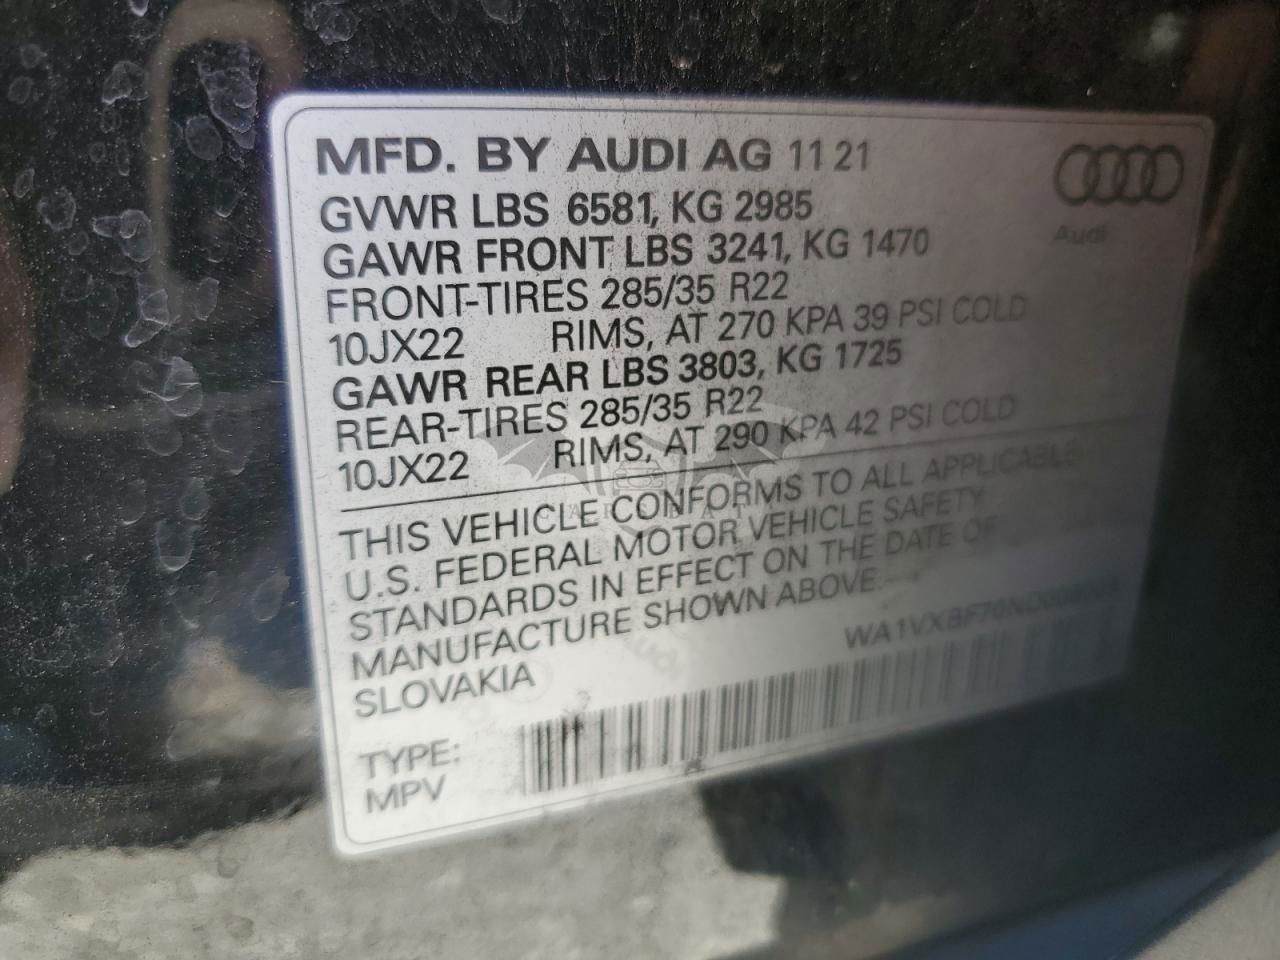 MFD. BY AUDI AG 11 21
Audi
GVWR LBS 6581, KG 2985
GAWR FRONT LBS 3241, KG 1470
FRONT-TIRES 285/35 R22
10JX22 RIMS, AT 270 KPA 39 PSI COLD
GAWR REAR LBS 3803, KG 1725
REAR-TIRES 285/35 R22
10JX22 RIMS, AT 290 KPA 42 PSI COLD
THIS VEHICLE CONFORMS TO ALL APPLICABLE
U.S. FEDERAL MOTOR VEHICLE SAFETY
STANDARDS IN EFFECT ON THE DATE OF
MANUFACTURE SHOWN ABOVE.
SLOVAKIA
TYPE:
MPV